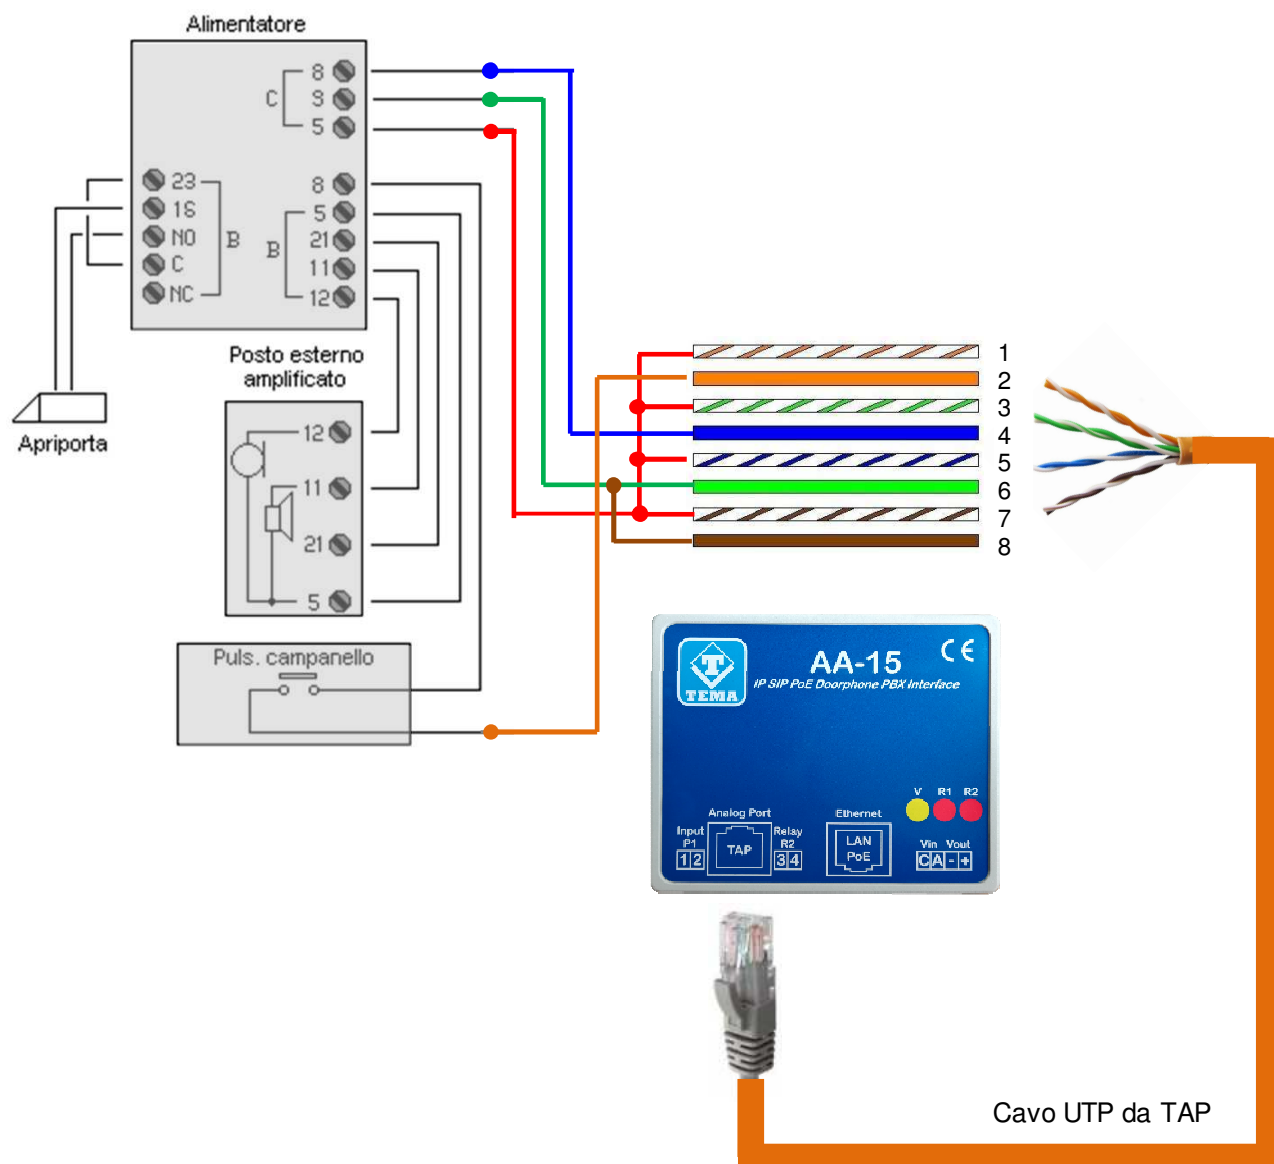 Alimentatore
8
C
3
5
23
16
NO
B
C
NC
8
5
21
B
11
12
Posto esterno
amplificato
12
11
21
5
Apriporta
Puls. campanello
1
2
3
4
5
6
7
8
TEMA
AA-15
CE
IP SIP PoE Doorphone PBX Interface
V R1 R2
Analog Port
Ethernet
Input
P1
1 2
TAP
Relay
R2
3 4
LAN
PoE
Vin Vout
C A - +
Cavo UTP da TAP